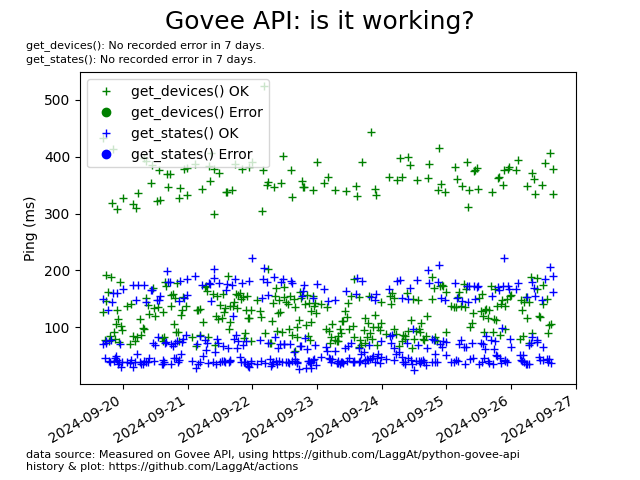 Govee API: is it working?
get_devices(): No recorded error in 7 days.
get_states(): No recorded error in 7 days.
get_devices() OK
get_devices() Error
get_states() OK
get_states() Error
500
400
300
200
100
Ping (ms)
2024-09-20
2024-09-21
2024-09-22
2024-09-23
2024-09-24
2024-09-25
2024-09-26
2024-09-27
data source: Measured on Govee API, using https://github.com/LaggAt/python-govee-api
history & plot: https://github.com/LaggAt/actions